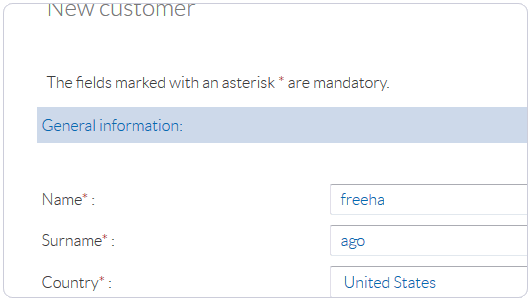 New customer
The fields marked with an asterisk * are mandatory.
General information:
Name* : freeha
Surname* : ago
Country* : United States